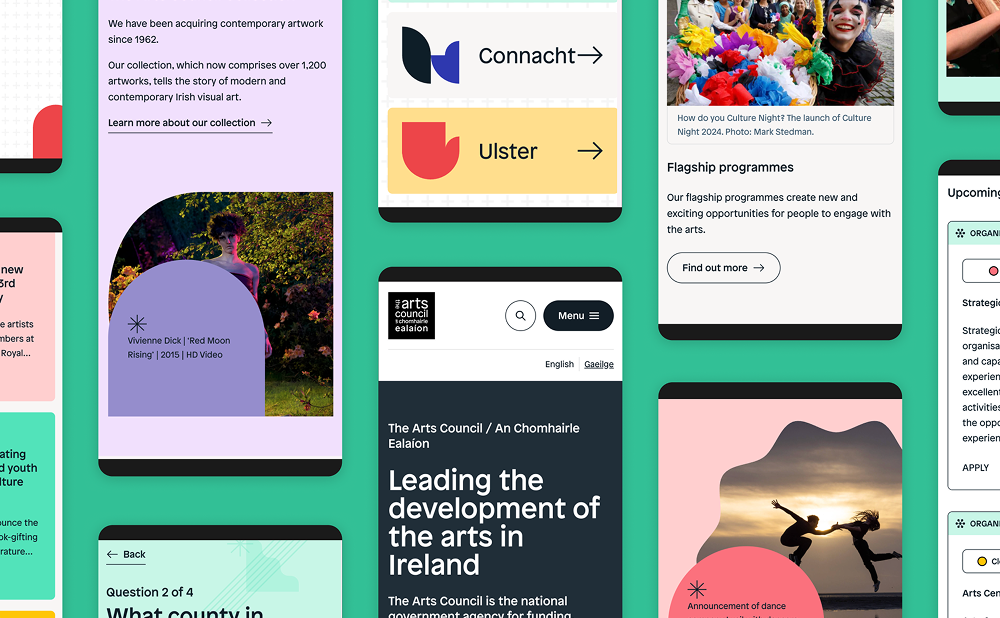 new
3rd
y
e artists
mbers at
Royal...
ating
d youth
lture
ounce the
ok-gifting
rature...
We have been acquiring contemporary artwork
since 1962.
Our collection, which now comprises over 1,200
artworks, tells the story of modern and
contemporary Irish visual art.
Learn more about our collection
Vivienne Dick | 'Red Moon
Rising' | 2015 | HD Video
Back
Question 2 of 4
What county in
Connacht
Ulster
the arts
council
chomhairle
ealaíon
Menu
English
Gaeilge
The Arts Council / An Chomhairle
Ealaíon
Leading the
development of
the arts in
Ireland
The Arts Council is the national
government agency for funding
How do you Culture Night? The launch of Culture
Night 2024. Photo: Mark Stedman.
Flagship programmes
Our flagship programmes create new and
exciting opportunities for people to engage with
the arts.
Find out more
Announcement of dance
Upcoming
ORGANI
Strategic
Strategic
organisa
and capa
experien
excellent
activities
the oppo
experien
APPLY
ORGANI
Clo
Arts Cen